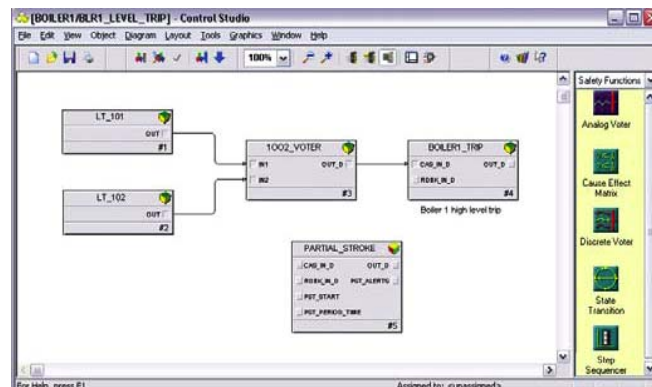 [BOILER1/BLR1_LEVEL_TRIP] - Control Studio
File Edit View Object Diagram Layout Tools Graphics Window Help
100%
LT_101
OUT
#1
LT_102
OUT
#2
1OO2_VOTER
IN1 OUT_D
IN2
#3
BOILER1_TRIP
CAS_IN_D OUT_D
RDBK_IN_D
#4
Boiler 1 high level trip
PARTIAL_STROKE
CAS_IN_D OUT_D
RDBK_IN_D PST_ALERTS
PST_START
PST_PERIOD_TIME
#5
Safety Functions
Analog Voter
Cause Effect
Matrix
Discrete Voter
State
Transition
Step
Sequencer
For Help, press F1
Assigned to: <unassigned>